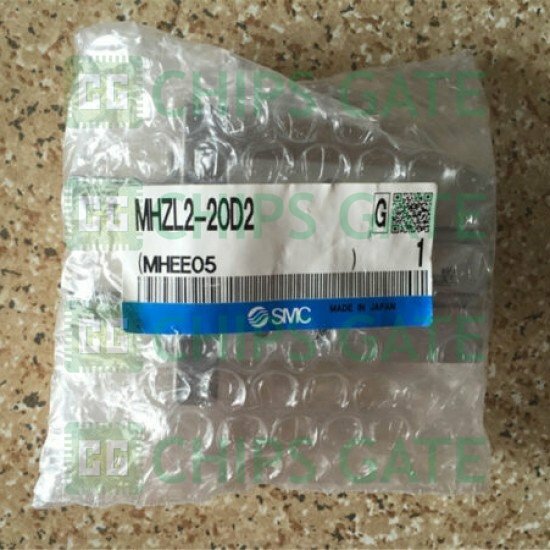 CHIPS GATE
CHIPS GATE
MHZL2-20D2
G
(MHEE05 )
1
SMC
MADE IN JAPAN
CHIPS GATE
CHIPS GATE